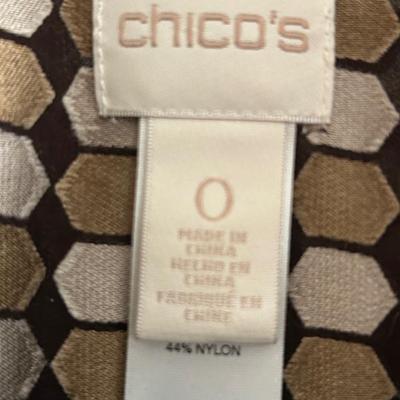 chico's
0
MADE IN
CHINA
HECHO EN
CHINA
FABRIQUÉ EN
CHINE
44% NYLON